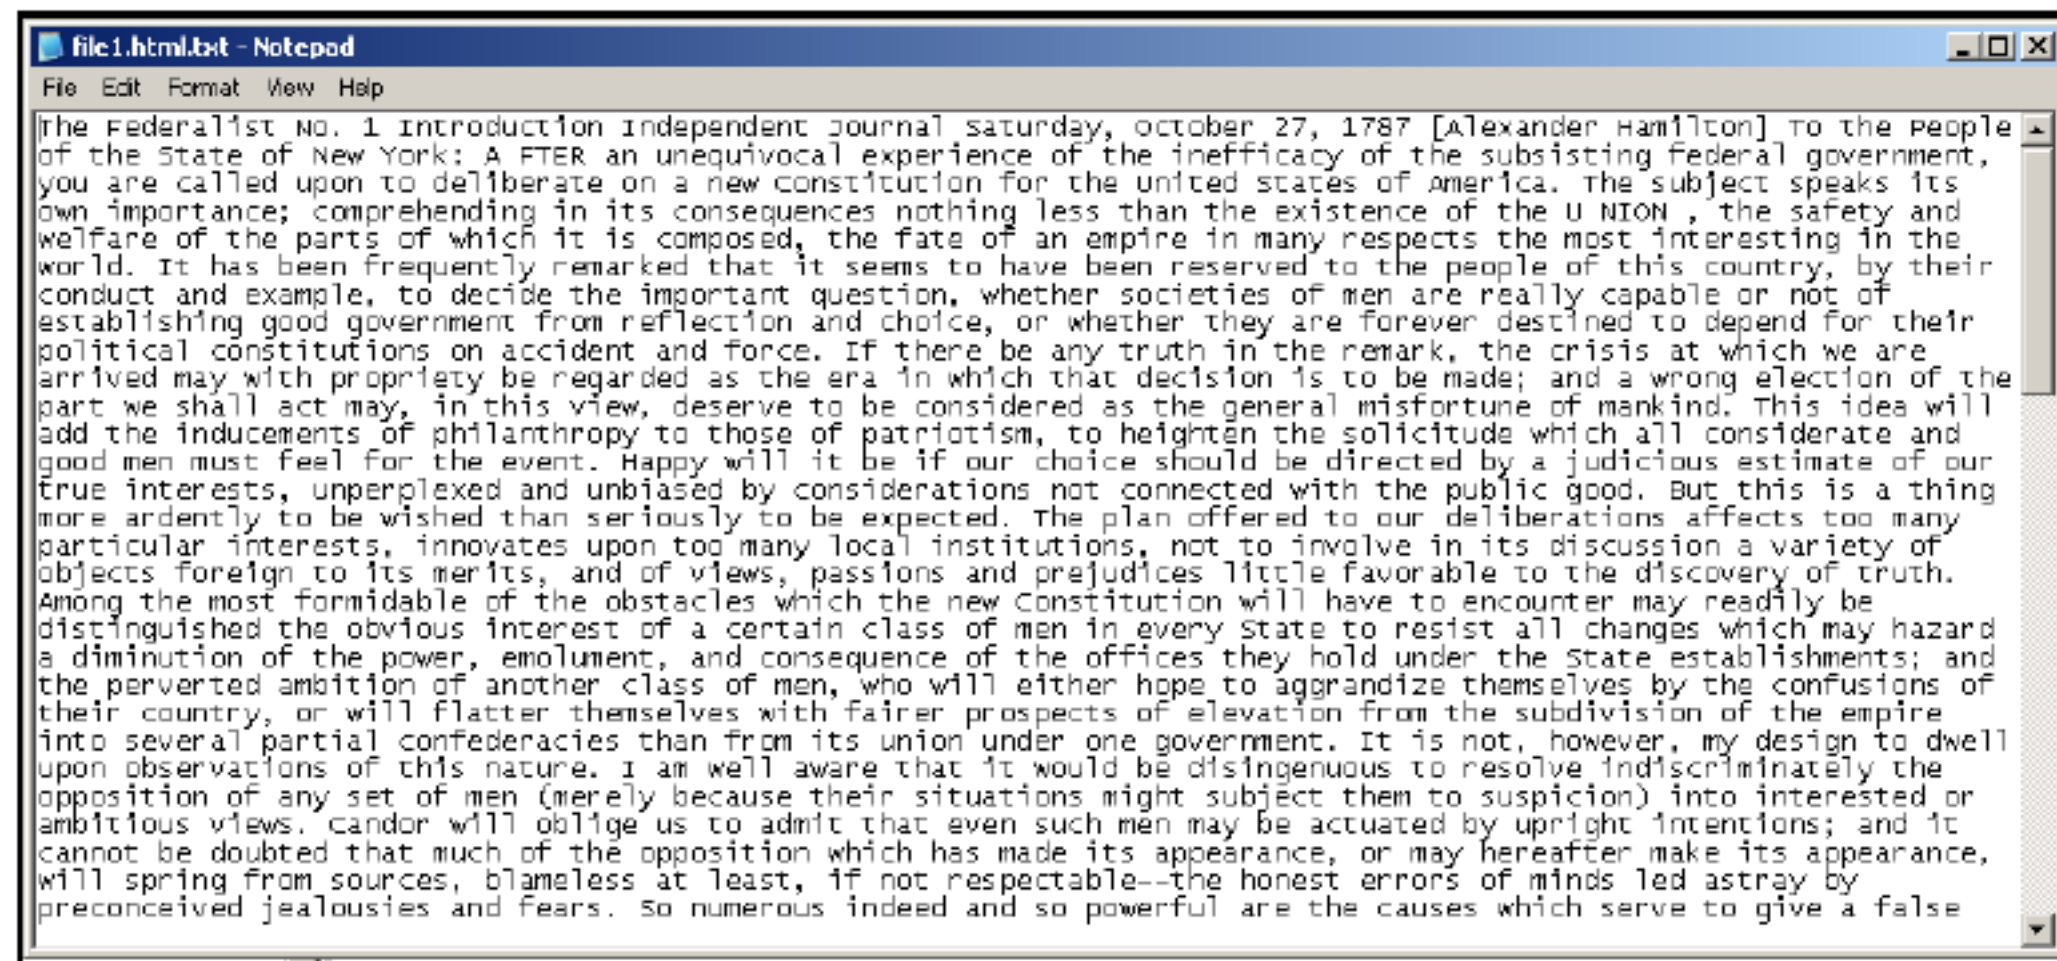 file1.html.txt - Notepad
File Edit Format View Help
The Federalist No. 1 Introduction Independent Journal Saturday, October 27, 1787 [Alexander Hamilton] To the People
of the State of New York: A FTER an unequivocal experience of the inefficacy of the subsisting federal government,
you are called upon to deliberate on a new Constitution for the United States of America. The subject speaks its
own importance; comprehending in its consequences nothing less than the existence of the U NION , the safety and
welfare of the parts of which it is composed, the fate of an empire in many respects the most interesting in the
world. It has been frequently remarked that it seems to have been reserved to the people of this country, by their
conduct and example, to decide the important question, whether societies of men are really capable or not of
establishing good government from reflection and choice, or whether they are forever destined to depend for their
political constitutions on accident and force. If there be any truth in the remark, the crisis at which we are
arrived may with propriety be regarded as the era in which that decision is to be made; and a wrong election of the
part we shall act may, in this view, deserve to be considered as the general misfortune of mankind. This idea will
add the inducements of philanthropy to those of patriotism, to heighten the solicitude which all considerate and
good men must feel for the event. Happy will it be if our choice should be directed by a judicious estimate of our
true interests, unperplexed and unbiased by considerations not connected with the public good. But this is a thing
more ardently to be wished than seriously to be expected. The plan offered to our deliberations affects too many
particular interests, innovates upon too many local institutions, not to involve in its discussion a variety of
objects foreign to its merits, and of views, passions and prejudices little favorable to the discovery of truth.
Among the most formidable of the obstacles which the new Constitution will have to encounter may readily be
distinguished the obvious interest of a certain class of men in every State to resist all changes which may hazard
a diminution of the power, emolument, and consequence of the offices they hold under the State establishments; and
the perverted ambition of another class of men, who will either hope to aggrandize themselves by the confusions of
their country, or will flatter themselves with fairer prospects of elevation from the subdivision of the empire
into several partial confederacies than from its union under one government. It is not, however, my design to dwell
upon observations of this nature. I am well aware that it would be disingenuous to resolve indiscriminately the
opposition of any set of men (merely because their situations might subject them to suspicion) into interested or
ambitious views. Candor will oblige us to admit that even such men may be actuated by upright intentions; and it
cannot be doubted that much of the opposition which has made its appearance, or may hereafter make its appearance,
will spring from sources, blameless at least, if not respectable--the honest errors of minds led astray by
preconceived jealousies and fears. So numerous indeed and so powerful are the causes which serve to give a false